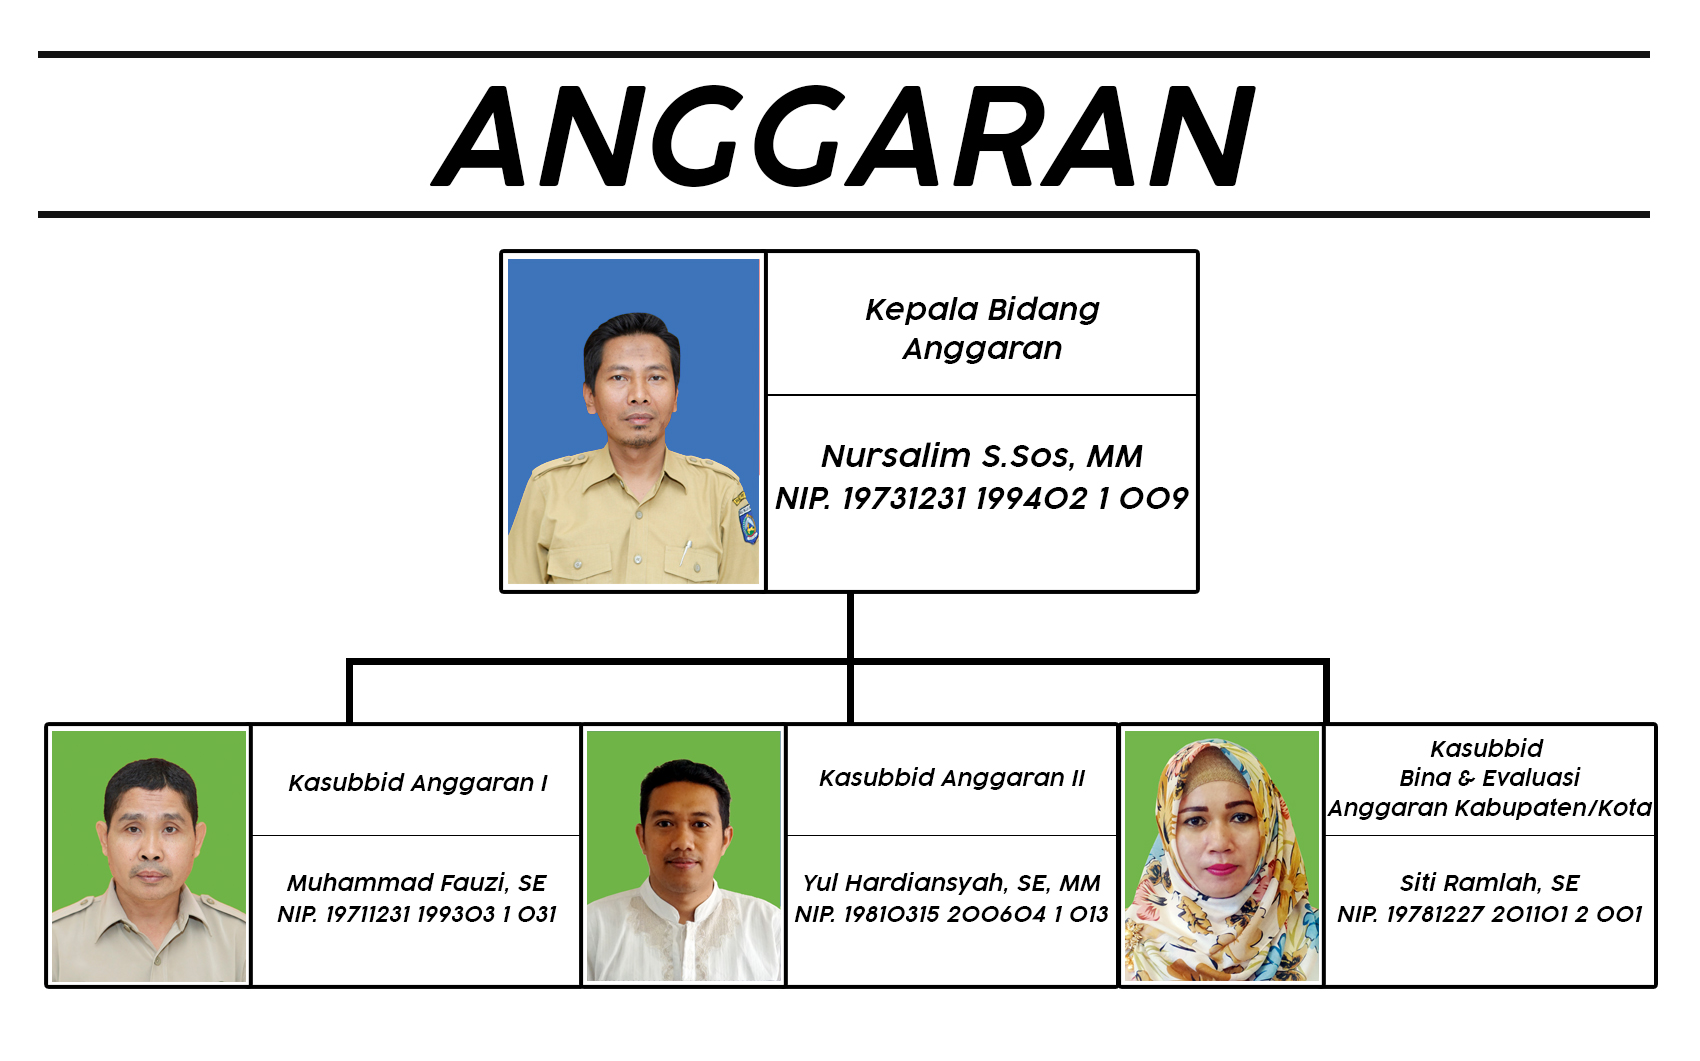 ANGGARAN
Kepala Bidang
Anggaran
Nursalim S.Sos, MM
NIP. 19731231 199402 1 009
Kasubbid Anggaran I
Muhammad Fauzi, SE
NIP. 19711231 199303 1 031
Kasubbid Anggaran II
Yul Hardiansyah, SE, MM
NIP. 19810315 200604 1 013
Kasubbid
Bina & Evaluasi
Anggaran Kabupaten/Kota
Siti Ramlah, SE
NIP. 19781227 201101 2 001